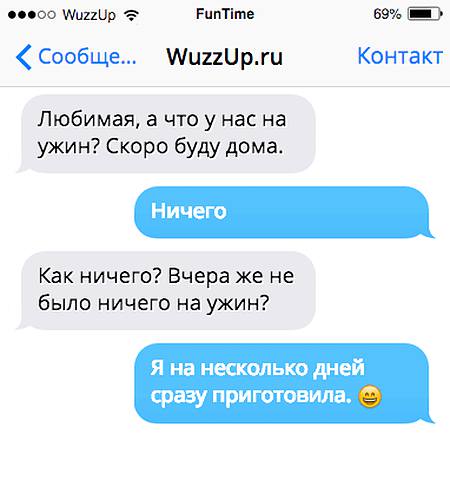 WuzzUp FunTime 69%
Сообще... WuzzUp.ru Контакт
Любимая, а что у нас на
ужин? Скоро буду дома.
Ничего
Как ничего? Вчера же не
было ничего на ужин?
Я на несколько дней
сразу приготовила. 😄